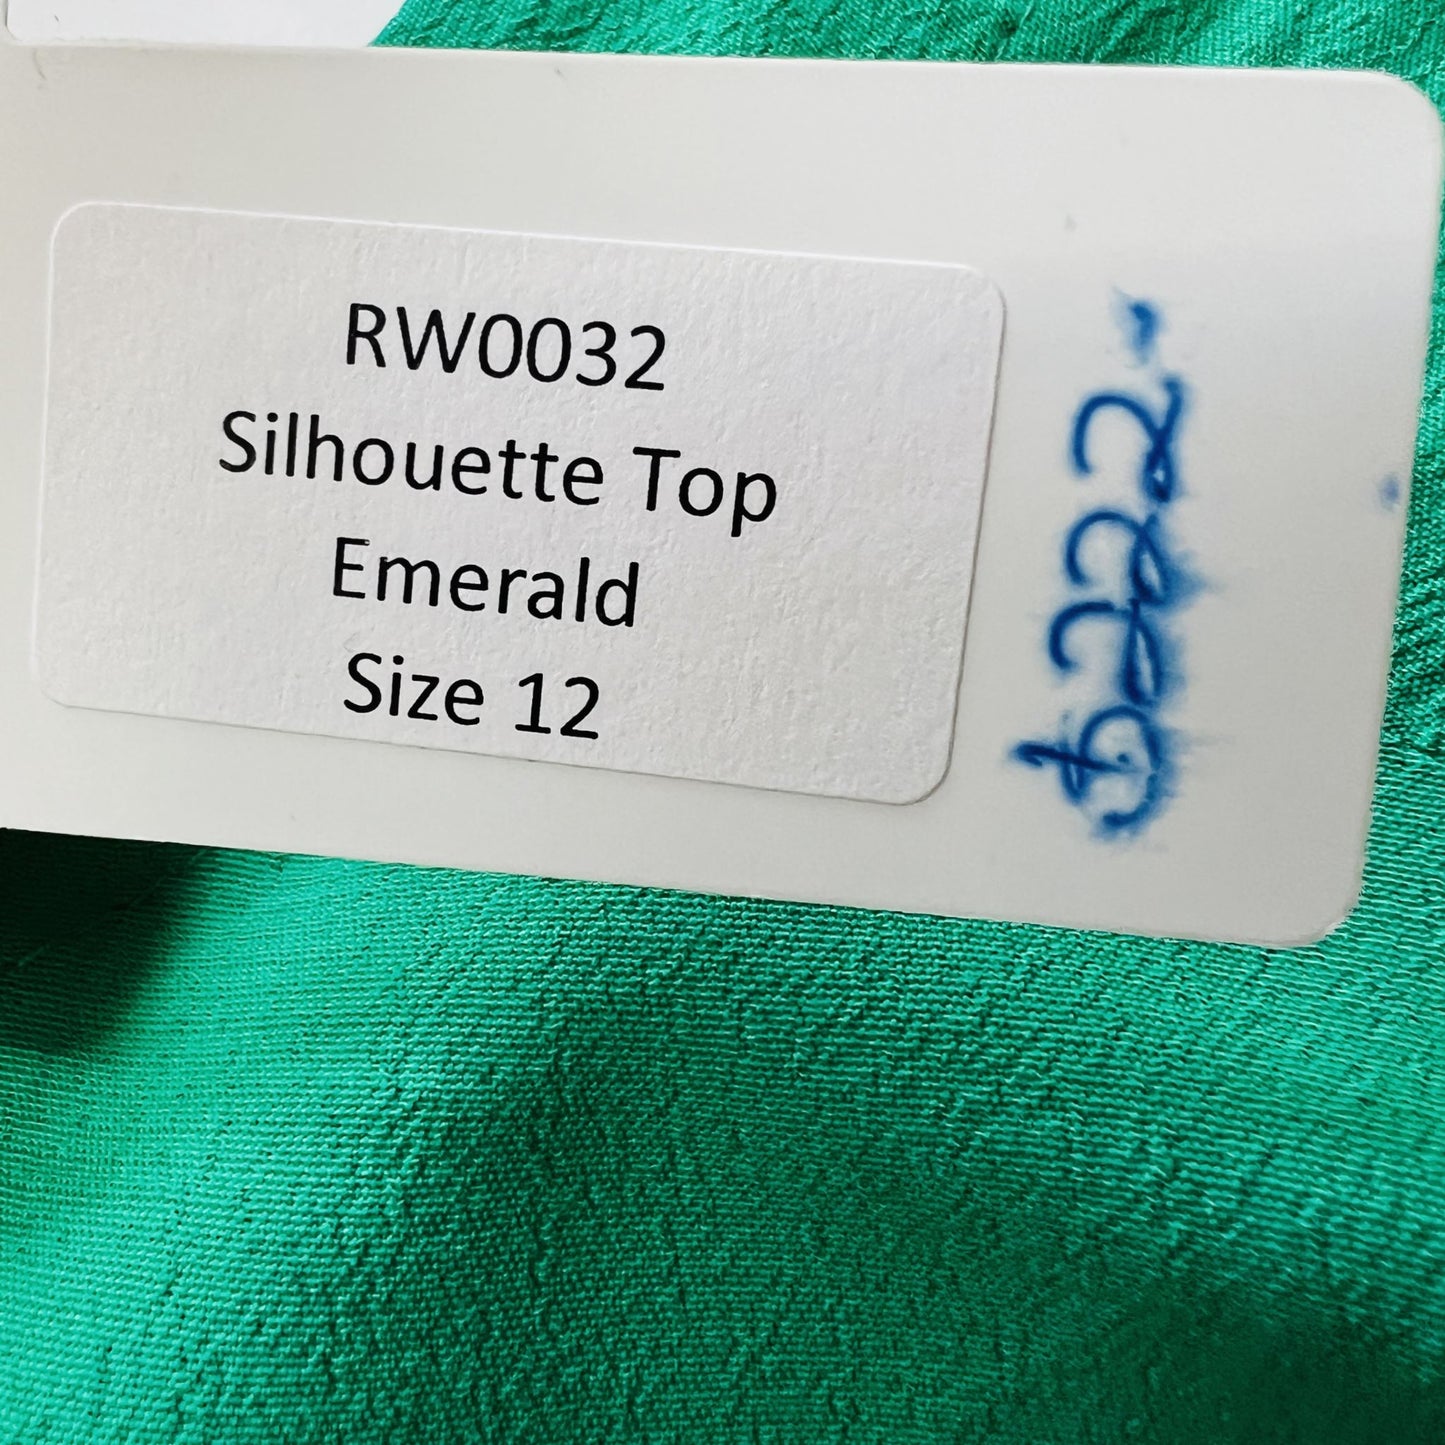 RW0032
Silhouette Top
Emerald
Size 12